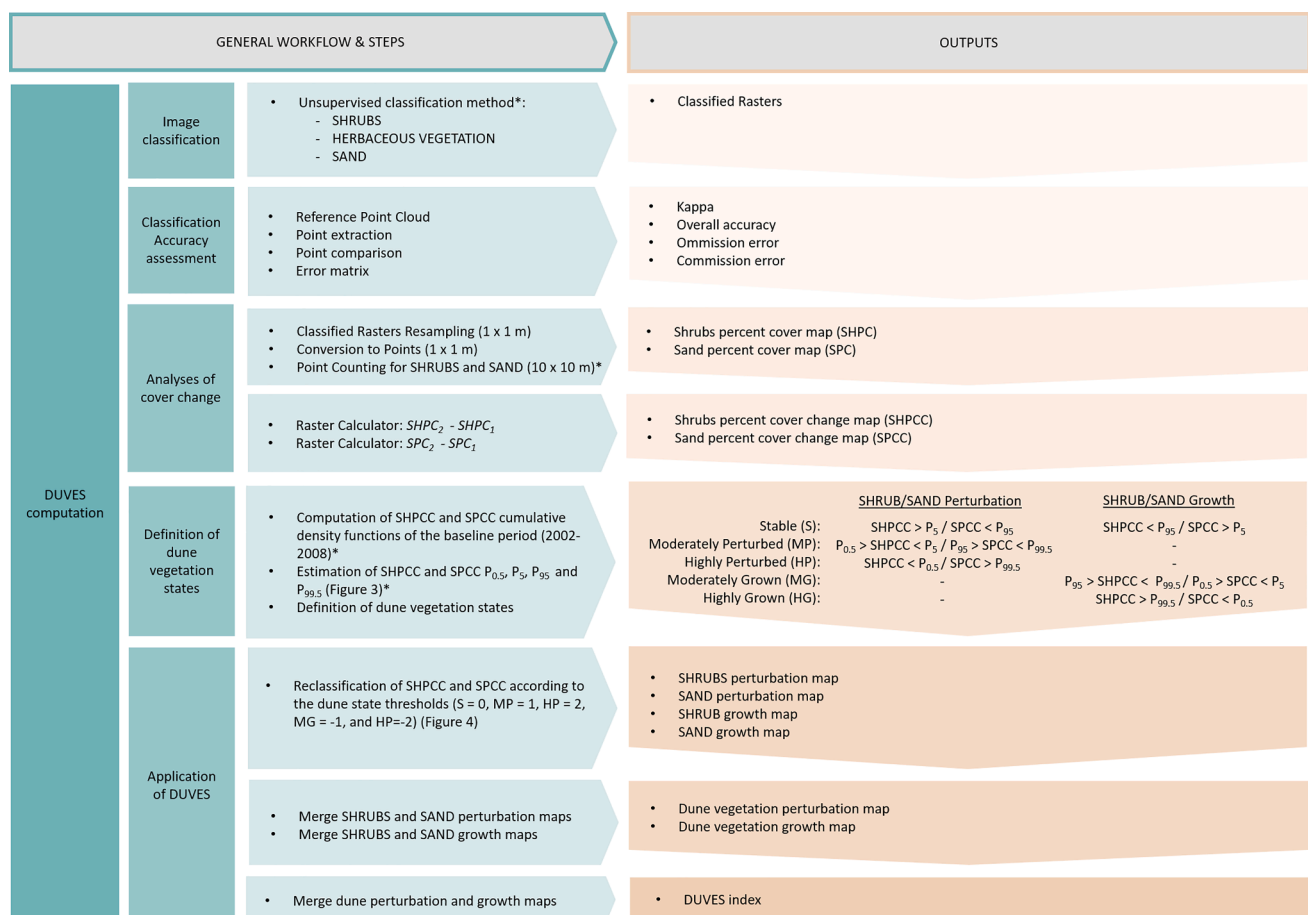 GENERAL WORKFLOW & STEPS
OUTPUTS
DUVES
computation
Image
classification
• Unsupervised classification method*:
- SHRUBS
- HERBACEOUS VEGETATION
- SAND
• Classified Rasters
Classification
Accuracy
assessment
• Reference Point Cloud
• Point extraction
• Point comparison
• Error matrix
• Kappa
• Overall accuracy
• Ommission error
• Commission error
Analyses of
cover change
• Classified Rasters Resampling (1 x 1 m)
• Conversion to Points (1 x 1 m)
• Point Counting for SHRUBS and SAND (10 x 10 m)*
• Shrubs percent cover map (SHPC)
• Sand percent cover map (SPC)
• Raster Calculator: SHPC2 - SHPC1
• Raster Calculator: SPC2 - SPC1
• Shrubs percent cover change map (SHPCC)
• Sand percent cover change map (SPCC)
Definition of
dune
vegetation
states
• Computation of SHPCC and SPCC cumulative
density functions of the baseline period (2002-
2008)*
• Estimation of SHPCC and SPCC P0.5, P5, P95 and
P99.5 (Figure 3)*
• Definition of dune vegetation states
SHRUB/SAND Perturbation SHRUB/SAND Growth
Stable (S): SHPCC > P5 / SPCC < P95 SHPCC < P95 / SPCC > P5
Moderately Perturbed (MP): P0.5 > SHPCC < P5 / P95 > SPCC < P99.5 -
Highly Perturbed (HP): SHPCC < P0.5 / SPCC > P99.5 -
Moderately Grown (MG): - P95 > SHPCC < P99.5 / P0.5 > SPCC < P5
Highly Grown (HG): - SHPCC > P99.5 / SPCC < P0.5
Application
of DUVES
• Reclassification of SHPCC and SPCC according to
the dune state thresholds (S = 0, MP = 1, HP = 2,
MG = -1, and HP=-2) (Figure 4)
• SHRUBS perturbation map
• SAND perturbation map
• SHRUB growth map
• SAND growth map
• Merge SHRUBS and SAND perturbation maps
• Merge SHRUBS and SAND growth maps
• Dune vegetation perturbation map
• Dune vegetation growth map
• Merge dune perturbation and growth maps
• DUVES index